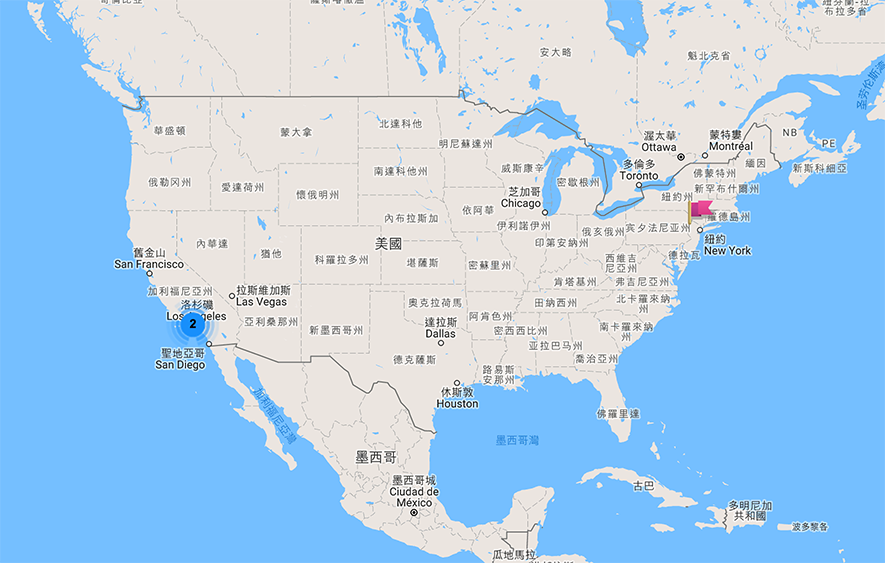 安大略
魁北克省
圣劳伦斯湾
華盛頓
蒙大拿
北達科他
明尼蘇達州
渥太華
Ottawa
蒙特婁
Montréal
NB
PE
緬因
新斯科細亞
俄勒冈州
愛達荷州
懷俄明州
南達科他州
威斯康辛
密歇根州
多倫多
Toronto
佛蒙特州
新罕布什爾州
紐約州
羅德島州
芝加哥
Chicago
內布拉斯加
依阿華
伊利諾伊州
印第安納州
俄亥俄州
賓夕法尼亞州
紐約
New York
德拉瓦
舊金山
San Francisco
內華達
猶他
科羅拉多州
美國
堪薩斯
密蘇里州
西維吉
尼亞州
肯塔基州
弗吉尼亞州
加利福尼亞州
拉斯維加斯
Las Vegas
洛杉磯
Los Angeles
2
亞利桑那州
新墨西哥州
奧克拉荷馬
阿肯色州
田納西州
北卡羅來納
州
南卡羅來納
州
聖地亞哥
San Diego
達拉斯
Dallas
密西西比州
亞拉巴马州
喬治亞州
德克薩斯
路易斯
安那州
休斯敦
Houston
佛羅里達
加利福尼亞灣
墨西哥灣
墨西哥
墨西哥城
Ciudad de
México
古巴
多明尼加
共和國
波多黎各
瓜地馬拉